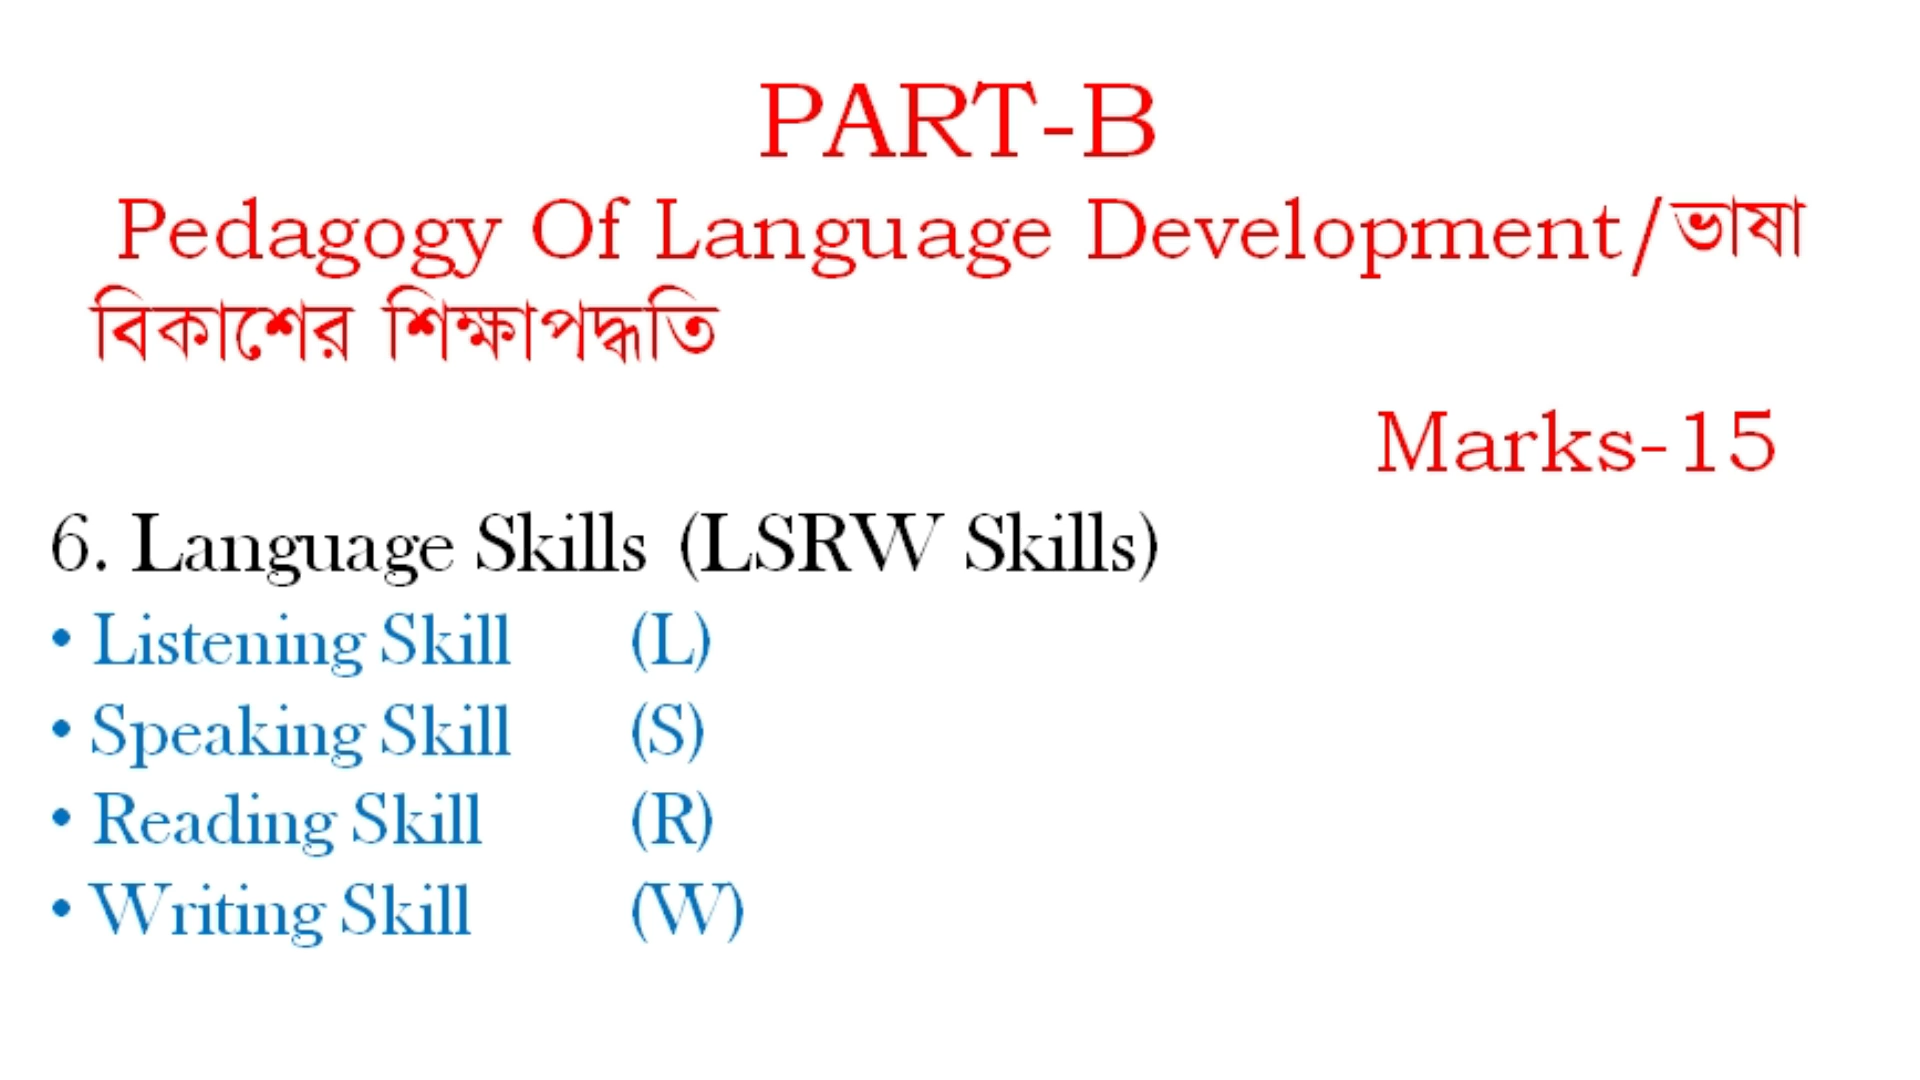 PART-B
Pedagogy Of Language Development/ভাষা
বিকাশের শিক্ষাপদ্ধতি
Marks-15
6. Language Skills (LSRW Skills)
• Listening Skill (L)
• Speaking Skill (S)
• Reading Skill (R)
• Writing Skill (W)